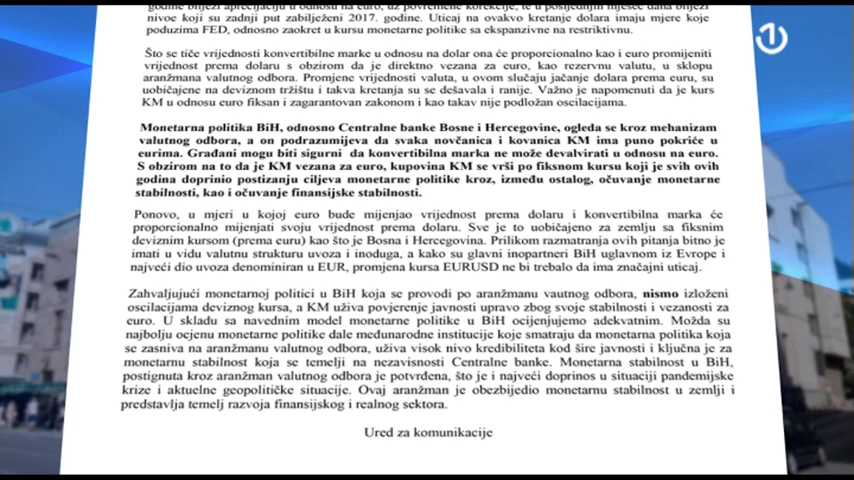 godine bilježi aprecijaciju u odnosu na euro, uz povremene korekcije, te u posljednjih mjesec dana bliježi
nivoe koji su zadnji put zabilježeni 2017. godine. Uticaj na ovakvo kretanje dolara imaju mjere koje
poduzima FED, odnosno zaokret u kursu monetarne politike sa ekspanzivne na restriktivnu.
Što se tiče vrijednosti konvertibilne marke u odnosu na dolar ona će proporcionalno kao i euro promijeniti
vrijednost prema dolaru s obzirom da je direktno vezana za euro, kao rezervnu valutu, u sklopu
aranžmana valutnog odbora. Promjene vrijednosti valuta, u ovom slučaju jačanje dolara prema euru, su
uobičajene na deviznom tržištu i takva kretanja su se dešavala i ranije. Važno je napomenuti da je kurs
KM u odnosu euro fiksan i zagarantovan zakonom i kao takav nije podložan oscilacijama.
Monetarna politika BiH, odnosno Centralne banke Bosne i Hercegovine, ogleda se kroz mehanizam
valutnog odbora, a on podrazumijeva da svaka novčanica i kovanica KM ima puno pokriće u
eurima. Građani mogu biti sigurni da konvertibilna marka ne može devalvirati u odnosu na euro.
S obzirom na to da je KM vezana za euro, kupovina KM se vrši po fiksnom kursu koji je svih ovih
godina doprinio postizanju ciljeva monetarne politike kroz, između ostalog, očuvanje monetarne
stabilnosti, kao i očuvanje finansijske stabilnosti.
Ponovo, u mjeri u kojoj euro bude mijenjao vrijednost prema dolaru i konvertibilna marka će
proporcionalno mijenjati svoju vrijednost prema dolaru. Sve je to uobičajeno za zemlju sa fiksnim
deviznim kursom (prema euru) kao što je Bosna i Hercegovina. Prilikom razmatranja ovih pitanja bitno je
imati u vidu valutnu strukturu uvoza i inoduga, a kako su glavni inopartneri BiH uglavnom iz Evrope i
najveći dio uvoza denominiran u EUR, promjena kursa EURUSD ne bi trebalo da ima značajni uticaj.
Zahvaljujući monetarnoj politici u BiH koja se provodi po aranžmanu vautnog odbora, nismo izloženi
oscilacijama deviznog kursa, a KM uživa povjerenje javnosti upravo zbog svoje stabilnosti i vezanosti za
euro. U skladu sa navednim model monetarne politike u BiH ocijenjujemo adekvatnim. Možda su
najbolju ocjenu monetarne politike dale međunarodne institucije koje smatraju da monetarna politika koja
se zasniva na aranžmanu valutnog odbora, uživa visok nivo kredibiliteta kod šire javnosti i ključna je za
monetarnu stabilnost koja se temelji na nezavisnosti Centralne banke. Monetarna stabilnost u BiH,
postignuta kroz aranžman valutnog odbora je potvrđena, što je i najveći doprinos u situaciji pandemijske
krize i aktuelne geopolitičke situacije. Ovaj aranžman je obezbijedio monetarnu stabilnost u zemlji i
predstavlja temelj razvoja finansijskog i realnog sektora.
Ured za komunikacije